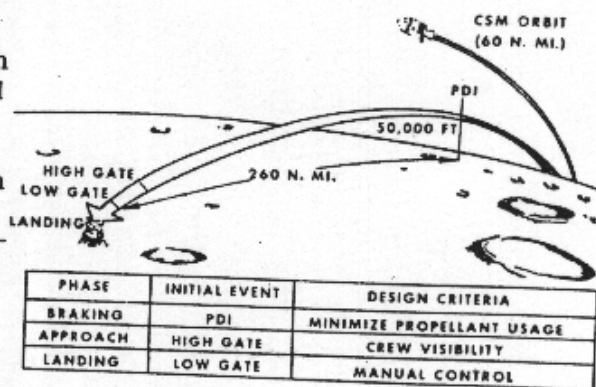 CSM ORBIT
(60 N. MI.)
PDI
50,000 FT
HIGH GATE
260 N. MI.
LOW GATE
LANDING
PHASE INITIAL EVENT DESIGN CRITERIA
BRAKING PDI MINIMIZE PROPELLANT USAGE
APPROACH HIGH GATE CREW VISIBILITY
LANDING LOW GATE MANUAL CONTROL